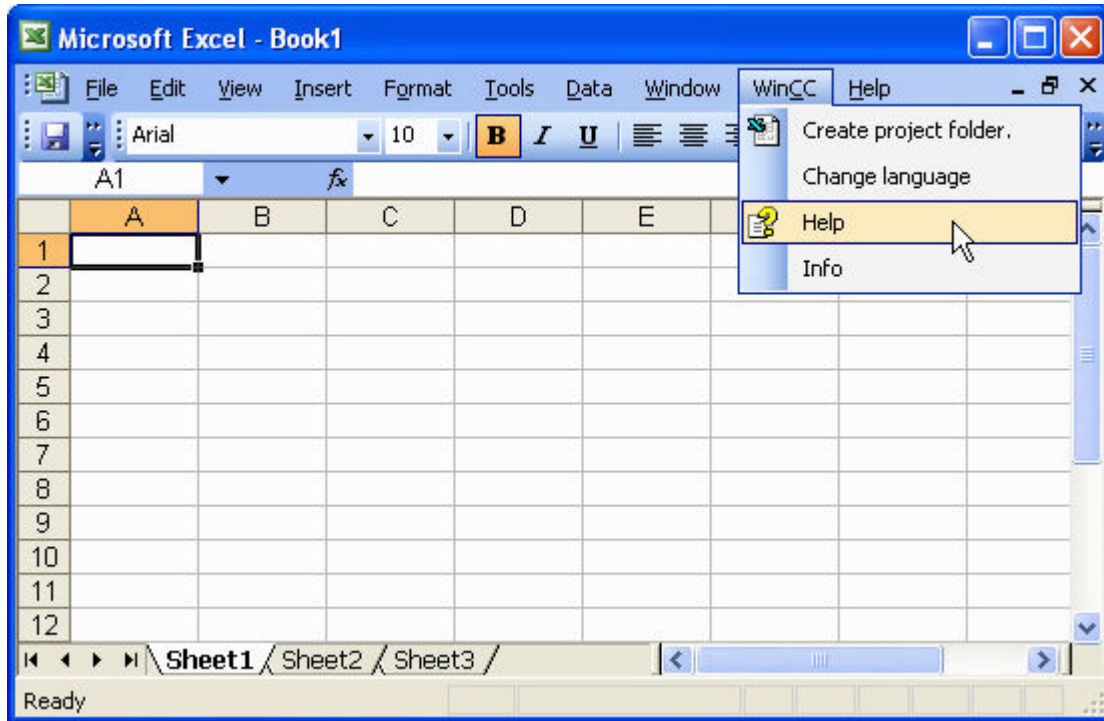 Microsoft Excel - Book1
File Edit View Insert Format Tools Data Window WinCC Help
Arial 10 B I U
Create project folder.
A1 fx
Change language
A B C D E
Help
Info
1
2
3
4
5
6
7
8
9
10
11
12
Sheet1 Sheet2 Sheet3
Ready